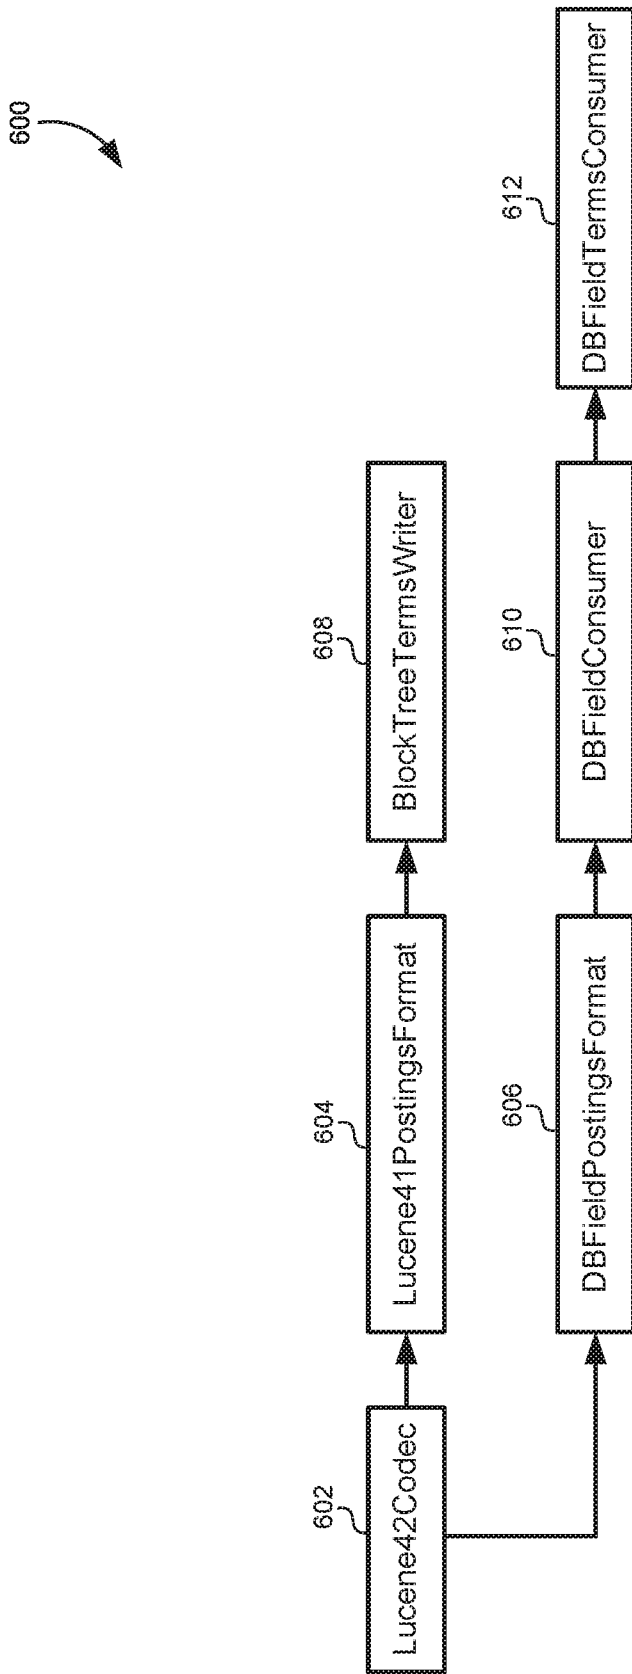 600
602
Lucene42Codec
604
Lucene41PostingsFormat
608
BlockTreeTermsWriter
606
DBFieldPostingsFormat
610
DBFieldConsumer
612
DBFieldTermsConsumer